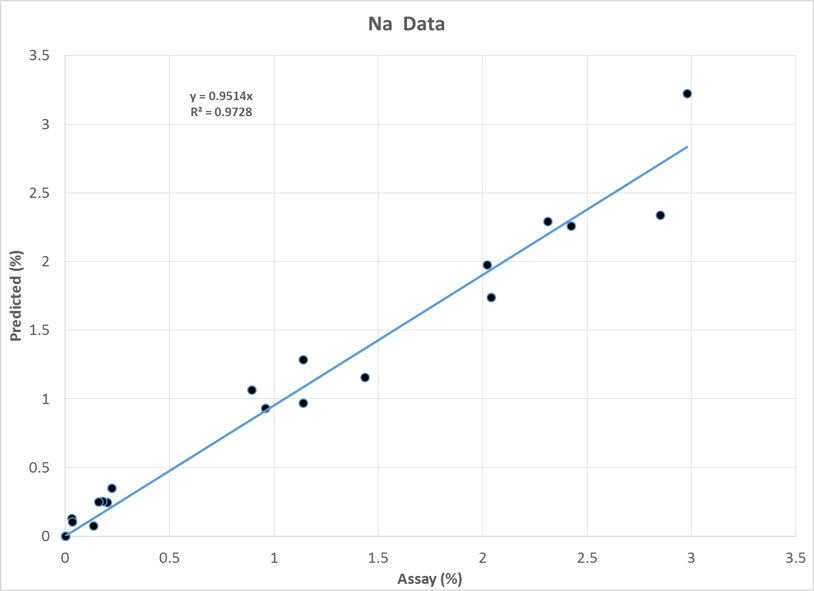 Na Data
y = 0.9514x
R² = 0.9728
Predicted (%)
3.5
3
2.5
2
1.5
1
0.5
0
0 0.5 1 1.5 2 2.5 3 3.5
Assay (%)